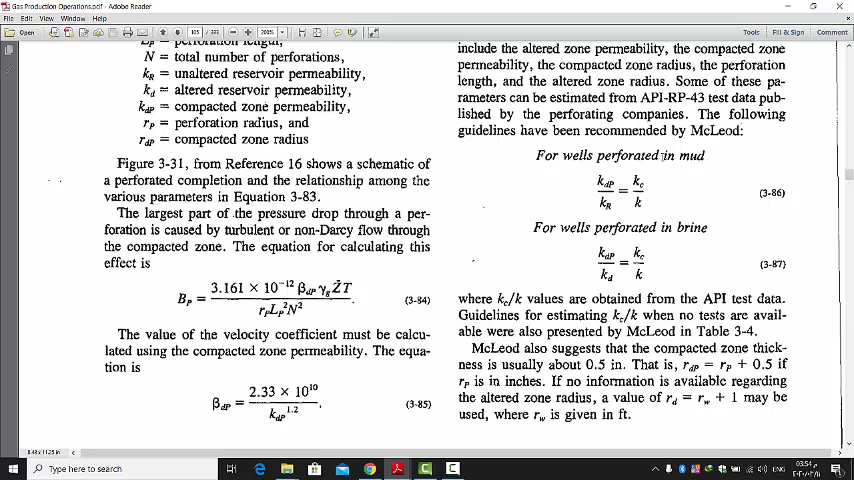 Gas Production Operations.pdf - Adobe Reader
File Edit View Window Help
Open
105 / 333
200%
Tools
Fill & Sign
Comment
L_P = perforation length,
N = total number of perforations,
k_R = unaltered reservoir permeability,
k_d = altered reservoir permeability,
k_dP = compacted zone permeability,
r_P = perforation radius, and
r_dP = compacted zone radius
Figure 3-31, from Reference 16 shows a schematic of
a perforated completion and the relationship among the
various parameters in Equation 3-83.
The largest part of the pressure drop through a per-
foration is caused by turbulent or non-Darcy flow through
the compacted zone. The equation for calculating this
effect is
B_P = 3.161 × 10^-12 β_dP γ_g Z̄ T / r_P L_P^2 N^2 . (3-84)
The value of the velocity coefficient must be calcu-
lated using the compacted zone permeability. The equa-
tion is
β_dP = 2.33 × 10^10 / k_dP^1.2 . (3-85)
include the altered zone permeability, the compacted zone
permeability, the compacted zone radius, the perforation
length, and the altered zone radius. Some of these pa-
rameters can be estimated from API-RP-43 test data pub-
lished by the perforating companies. The following
guidelines have been recommended by McLeod:
For wells perforated in mud
k_dP / k_R = k_c / k (3-86)
For wells perforated in brine
k_dP / k_d = k_c / k (3-87)
where k_c/k values are obtained from the API test data.
Guidelines for estimating k_c/k when no tests are avail-
able were also presented by McLeod in Table 3-4.
McLeod also suggests that the compacted zone thick-
ness is usually about 0.5 in. That is, r_dP = r_P + 0.5 if
r_P is in inches. If no information is available regarding
the altered zone radius, a value of r_d = r_w + 1 may be
used, where r_w is given in ft.
8.48 x 11.25 in
Type here to search
ENG
03:54 م